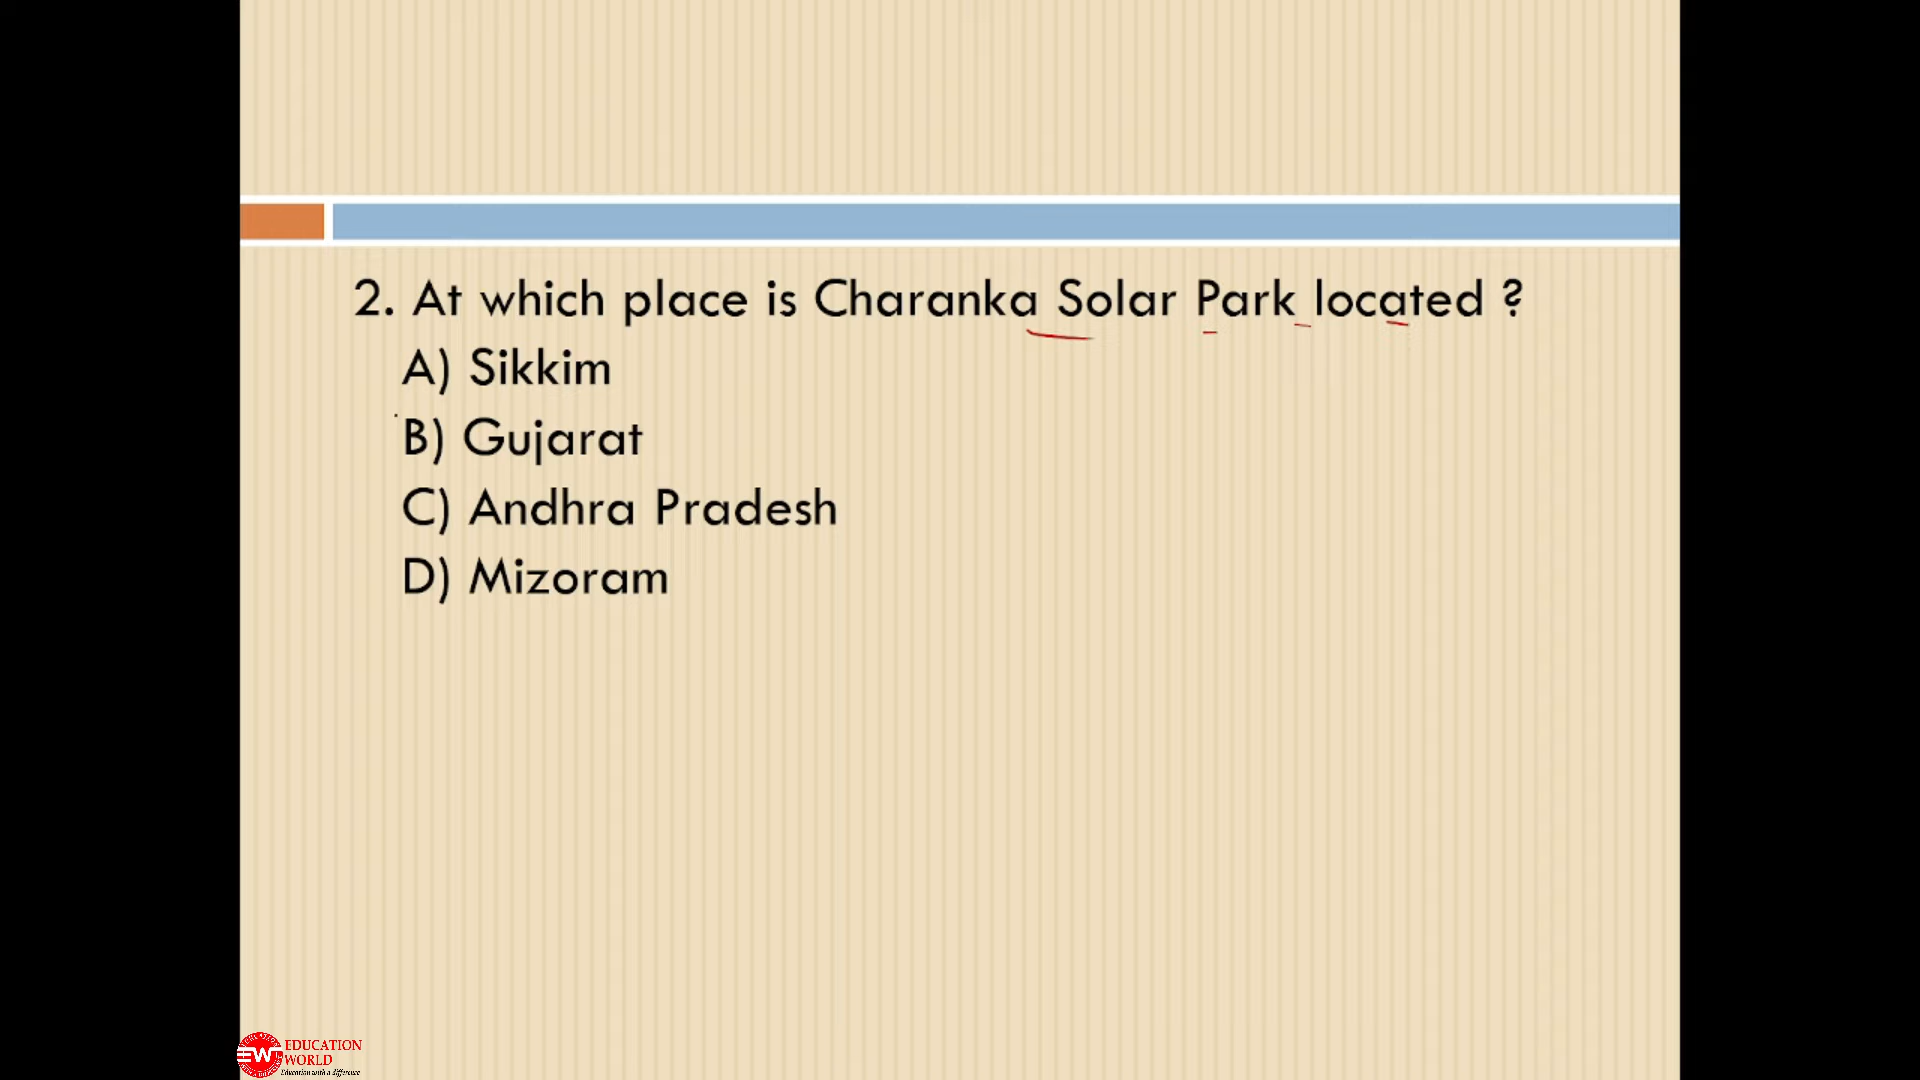 2. At which place is Charanka Solar Park located ?
A) Sikkim
B) Gujarat
C) Andhra Pradesh
D) Mizoram
EW
EDUCATION
WORLD
Education with a difference